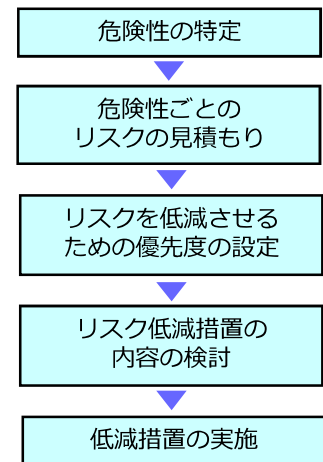 危険性の特定
危険性ごとの
リスクの見積もり
リスクを低減させる
ための優先度の設定
リスク低減措置の
内容の検討
低減措置の実施